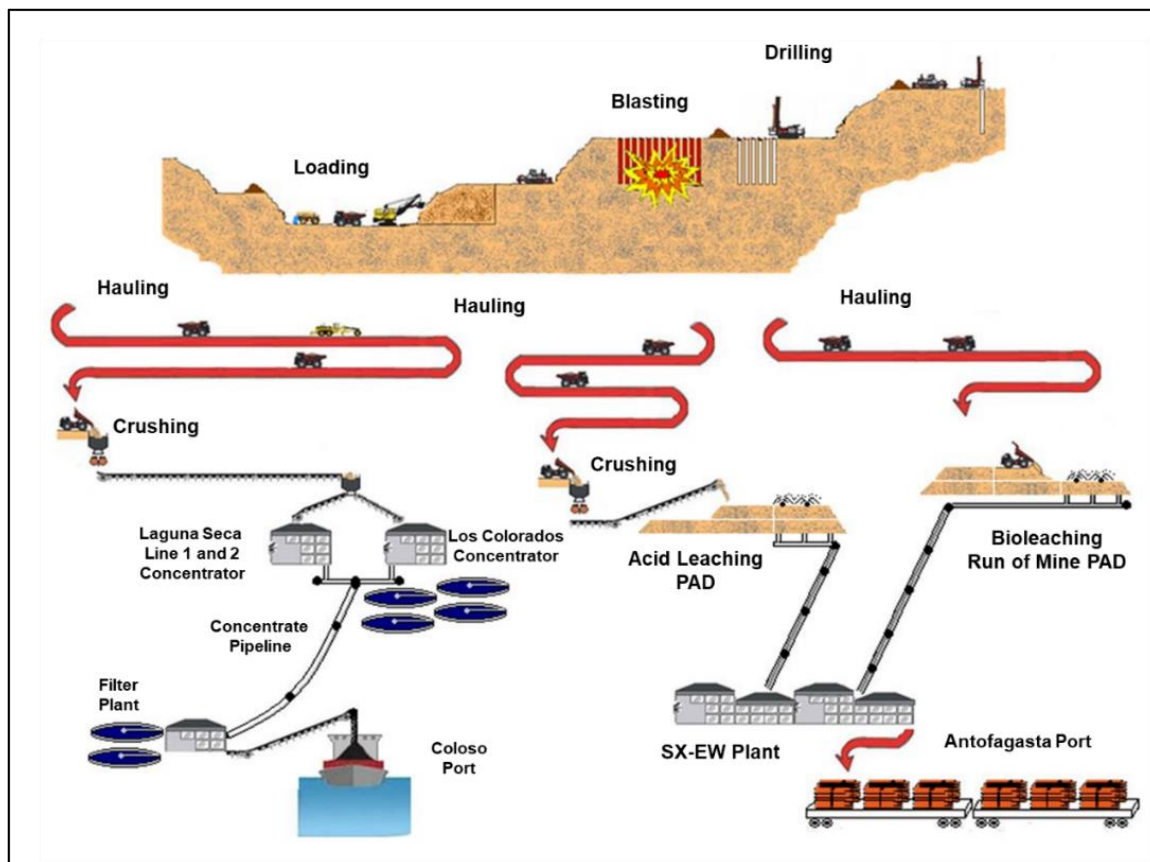 Drilling
Blasting
Loading
Hauling
Hauling
Hauling
Crushing
Crushing
Laguna Seca
Line 1 and 2
Concentrator
Los Colorados
Concentrator
Acid Leaching
PAD
Bioleaching
Run of Mine PAD
Concentrate
Pipeline
Filter
Plant
Coloso
Port
SX-EW Plant
Antofagasta Port